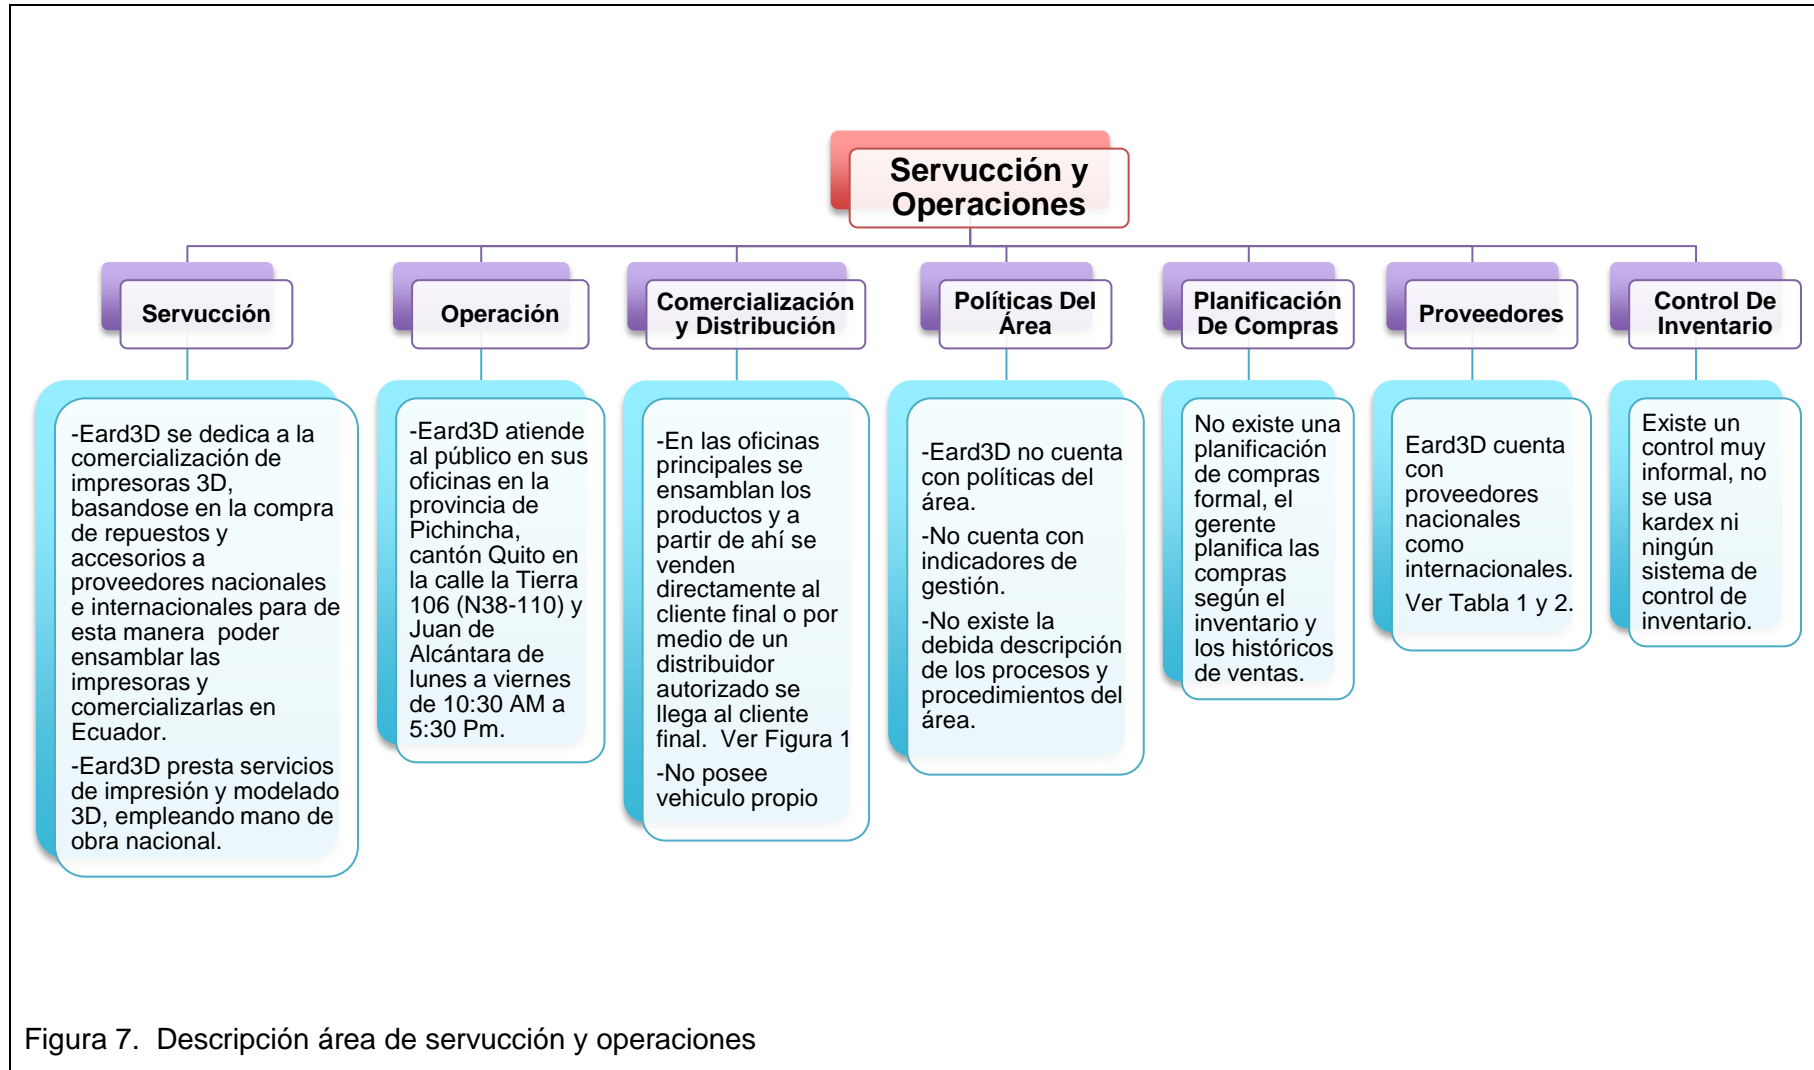 Servucción y
Operaciones
Servucción
-Eard3D se dedica a la
comercialización de
impresoras 3D,
basandose en la compra
de repuestos y
accesorios a
proveedores nacionales
e internacionales para de
esta manera  poder
ensamblar las
impresoras y
comercializarlas en
Ecuador.
-Eard3D presta servicios
de impresión y modelado
3D, empleando mano de
obra nacional.
Operación
-Eard3D atiende
al público en sus
oficinas en la
provincia de
Pichincha,
cantón Quito en
la calle la Tierra
106 (N38-110) y
Juan de
Alcántara de
lunes a viernes
de 10:30 AM a
5:30 Pm.
Comercialización
y Distribución
-En las oficinas
principales se
ensamblan los
productos y a
partir de ahí se
venden
directamente al
cliente final o por
medio de un
distribuidor
autorizado se
llega al cliente
final.  Ver Figura 1
-No posee
vehiculo propio
Políticas Del
Área
-Eard3D no cuenta
con políticas del
área.
-No cuenta con
indicadores de
gestión.
-No existe la
debida descripción
de los procesos y
procedimientos del
área.
Planificación
De Compras
No existe una
planificación
de compras
formal, el
gerente
planifica las
compras
según el
inventario y
los históricos
de ventas.
Proveedores
Eard3D cuenta
con
proveedores
nacionales
como
internacionales.
Ver Tabla 1 y 2.
Control De
Inventario
Existe un
control muy
informal, no
se usa
kardex ni
ningún
sistema de
control de
inventario.
Figura 7.  Descripción área de servucción y operaciones